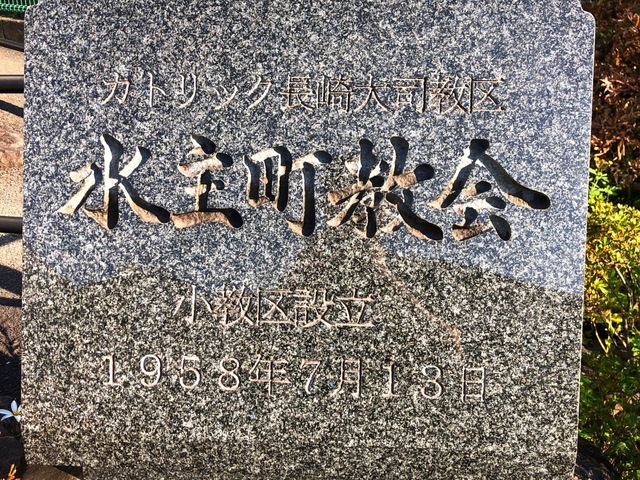 カトリック長崎大司教区
水主町教会
小教区設立
1958年7月13日